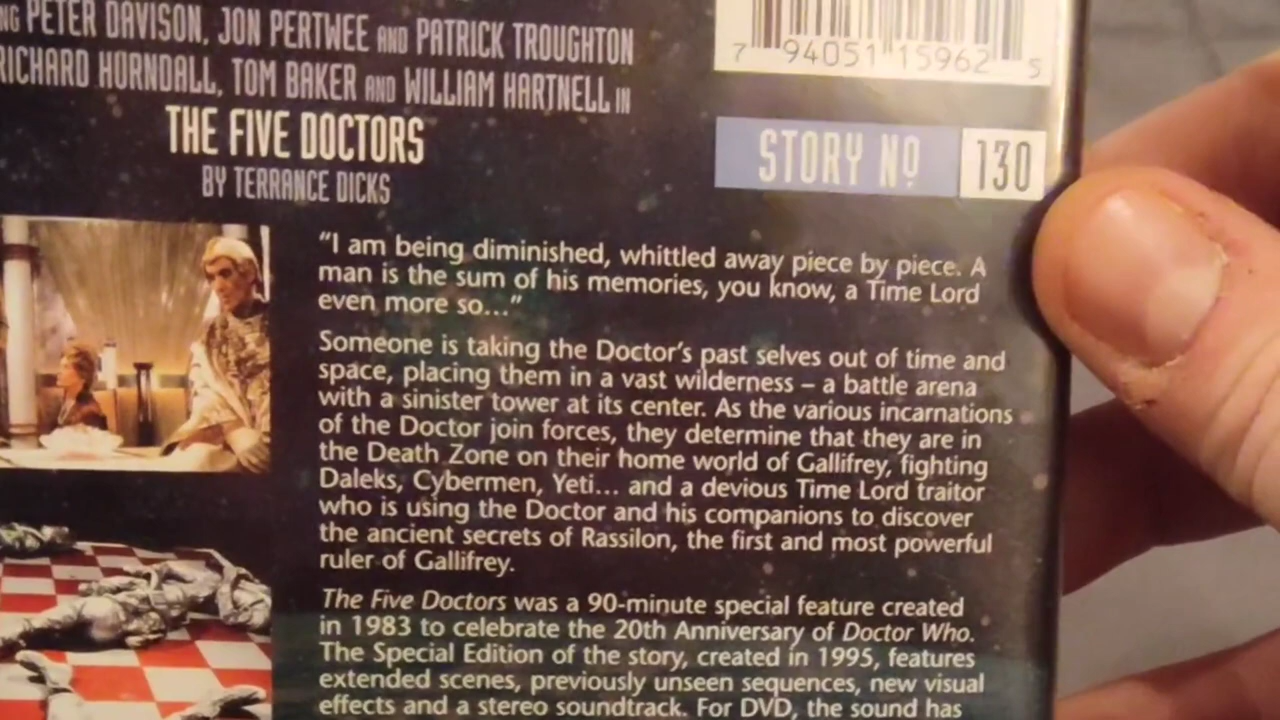 PETER DAVISON, JON PERTWEE AND PATRICK TROUGHTON
RICHARD HURNDALL, TOM BAKER AND WILLIAM HARTNELL IN
THE FIVE DOCTORS
BY TERRANCE DICKS
7 94051 15962 5
STORY Nº 130
“I am being diminished, whittled away piece by piece. A
man is the sum of his memories, you know, a Time Lord
even more so...”
Someone is taking the Doctor’s past selves out of time and
space, placing them in a vast wilderness – a battle arena
with a sinister tower at its center. As the various incarnations
of the Doctor join forces, they determine that they are in
the Death Zone on their home world of Gallifrey, fighting
Daleks, Cybermen, Yeti... and a devious Time Lord traitor
who is using the Doctor and his companions to discover
the ancient secrets of Rassilon, the first and most powerful
ruler of Gallifrey.
The Five Doctors was a 90-minute special feature created
in 1983 to celebrate the 20th Anniversary of Doctor Who.
The Special Edition of the story, created in 1995, features
extended scenes, previously unseen sequences, new visual
effects and a stereo soundtrack. For DVD, the sound has